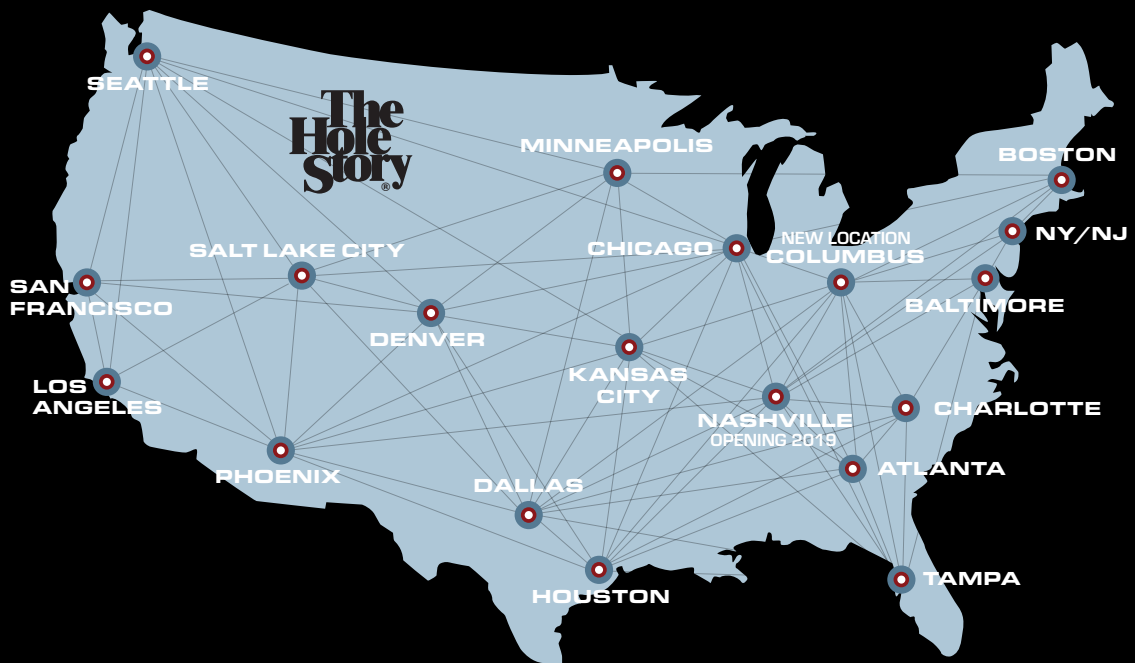 SEATTLE
The
Hole
Story®
MINNEAPOLIS
BOSTON
NY/NJ
SALT LAKE CITY
CHICAGO
NEW LOCATION
COLUMBUS
SAN
FRANCISCO
BALTIMORE
DENVER
KANSAS
CITY
LOS
ANGELES
NASHVILLE
OPENING 2019
CHARLOTTE
PHOENIX
DALLAS
ATLANTA
HOUSTON
TAMPA